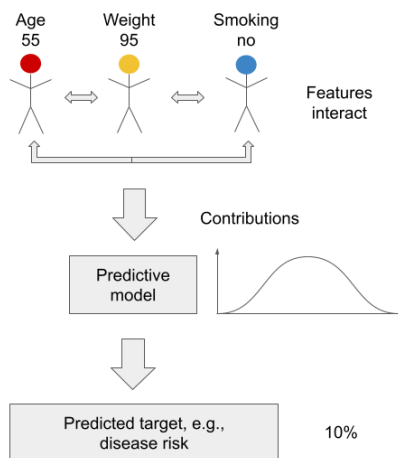 Age
55
Weight
95
Smoking
no
Features
interact
Contributions
Predictive
model
Predicted target, e.g.,
disease risk
10%